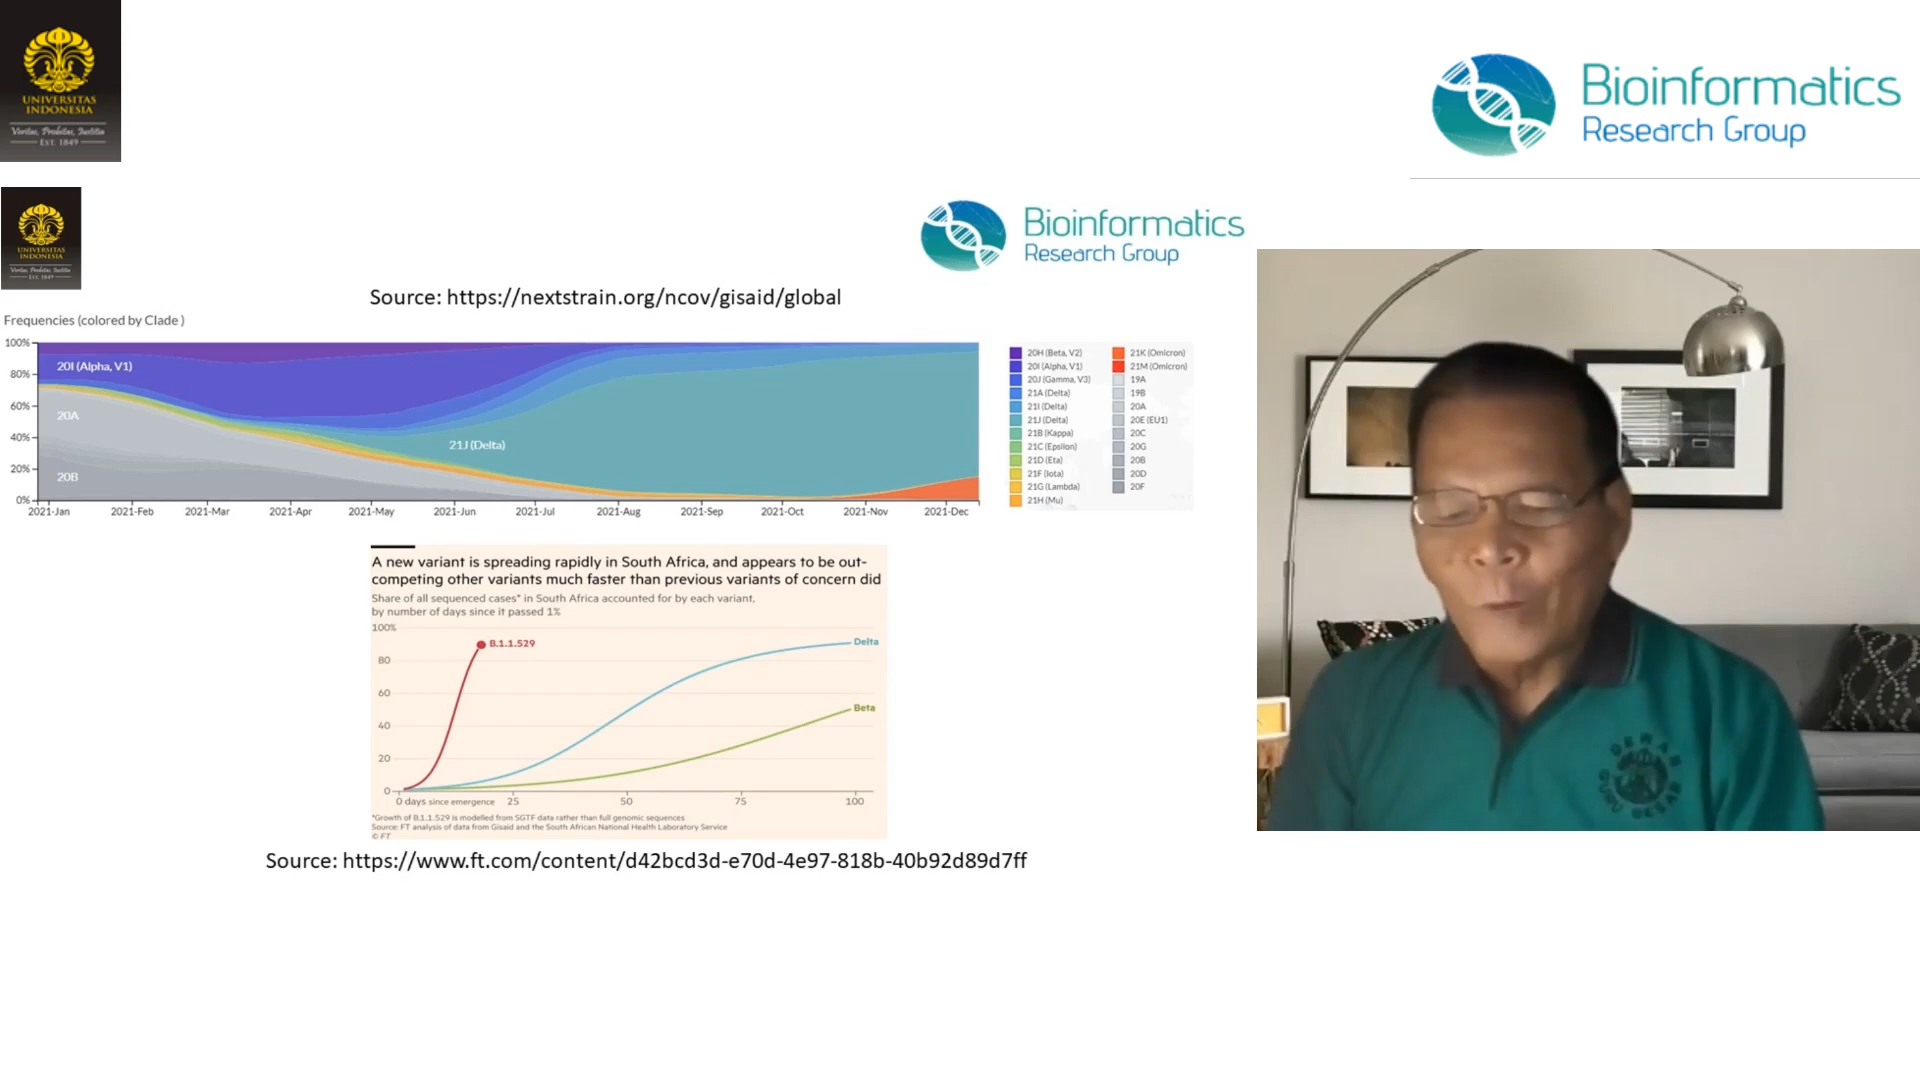 UNIVERSITAS
INDONESIA
Veritas, Probitas, Iustitia
EST. 1849
Bioinformatics
Research Group
UNIVERSITAS
INDONESIA
Veritas, Probitas, Iustitia
EST. 1849
Bioinformatics
Research Group
Source: https://nextstrain.org/ncov/gisaid/global
Frequencies (colored by Clade )
100%
80%
60%
40%
20%
0%
20I (Alpha, V1)
20A
20B
21J (Delta)
2021-Jan 2021-Feb 2021-Mar 2021-Apr 2021-May 2021-Jun 2021-Jul 2021-Aug 2021-Sep 2021-Oct 2021-Nov 2021-Dec
20H (Beta, V2)
20I (Alpha, V1)
20J (Gamma, V3)
21A (Delta)
21I (Delta)
21J (Delta)
21B (Kappa)
21C (Epsilon)
21D (Eta)
21F (Iota)
21G (Lambda)
21H (Mu)
21K (Omicron)
21M (Omicron)
19A
19B
20A
20E (EU1)
20C
20G
20B
20D
20F
A new variant is spreading rapidly in South Africa, and appears to be out-
competing other variants much faster than previous variants of concern did
Share of all sequenced cases* in South Africa accounted for by each variant,
by number of days since it passed 1%
100%
80
60
40
20
0
B.1.1.529
Delta
Beta
0 days since emergence 25 50 75 100
*Growth of B.1.1.529 is modelled from SGTF data rather than full genomic sequences
Source: FT analysis of data from Gisaid and the South African National Health Laboratory Service
© FT
Source: https://www.ft.com/content/d42bcd3d-e70d-4e97-818b-40b92d89d7ff
DEWAN
GURU BESAR